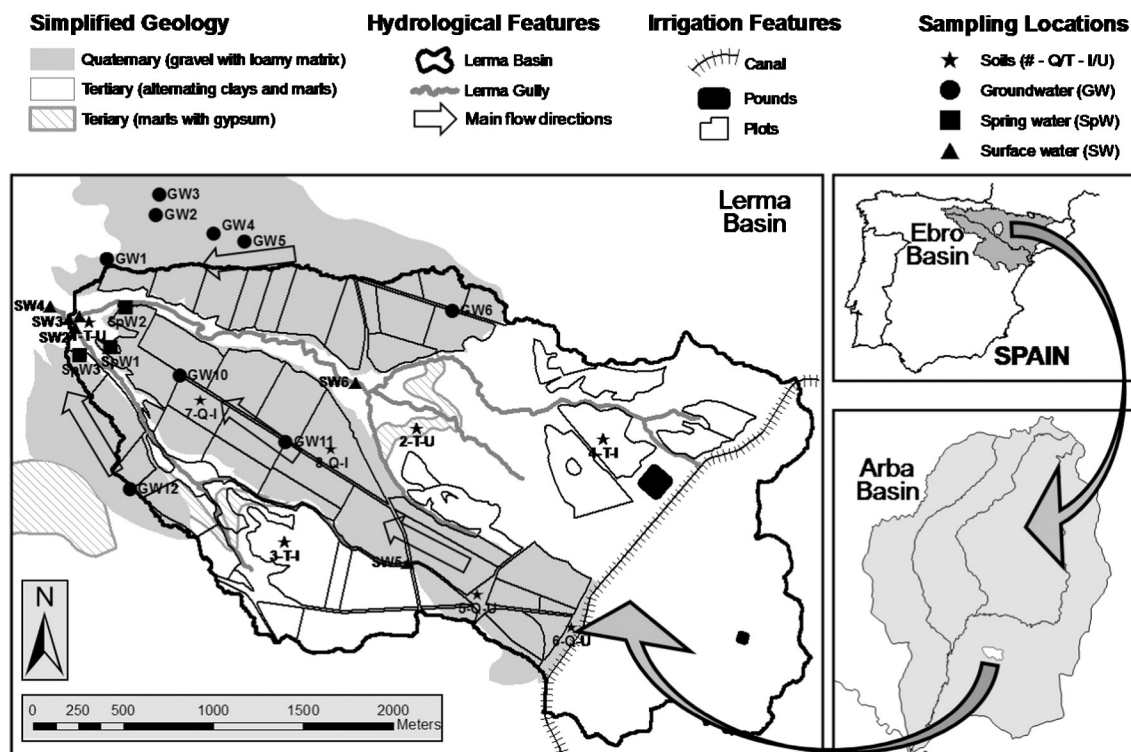 Simplified Geology
Quaternary (gravel with loamy matrix)
Tertiary (alternating clays and marls)
Teriary (marls with gypsum)
Hydrological Features
Lerma Basin
Lerma Gully
Main flow directions
Irrigation Features
Canal
Pounds
Plots
Sampling Locations
Soils (# - Q/T - I/U)
Groundwater (GW)
Spring water (SpW)
Surface water (SW)
Lerma
Basin
GW3
GW2
GW4
GW5
GW1
GW6
SW4
SW3
SW2
1-T-U
SpW2
SpW1
SpW3
GW10
SW6
7-Q-I
GW11
8-Q-I
2-T-U
4-T-I
GW12
3-T-I
SW5
5-Q-U
6-Q-U
N
0 250 500 1000 1500 2000
Meters
Ebro
Basin
SPAIN
Arba
Basin